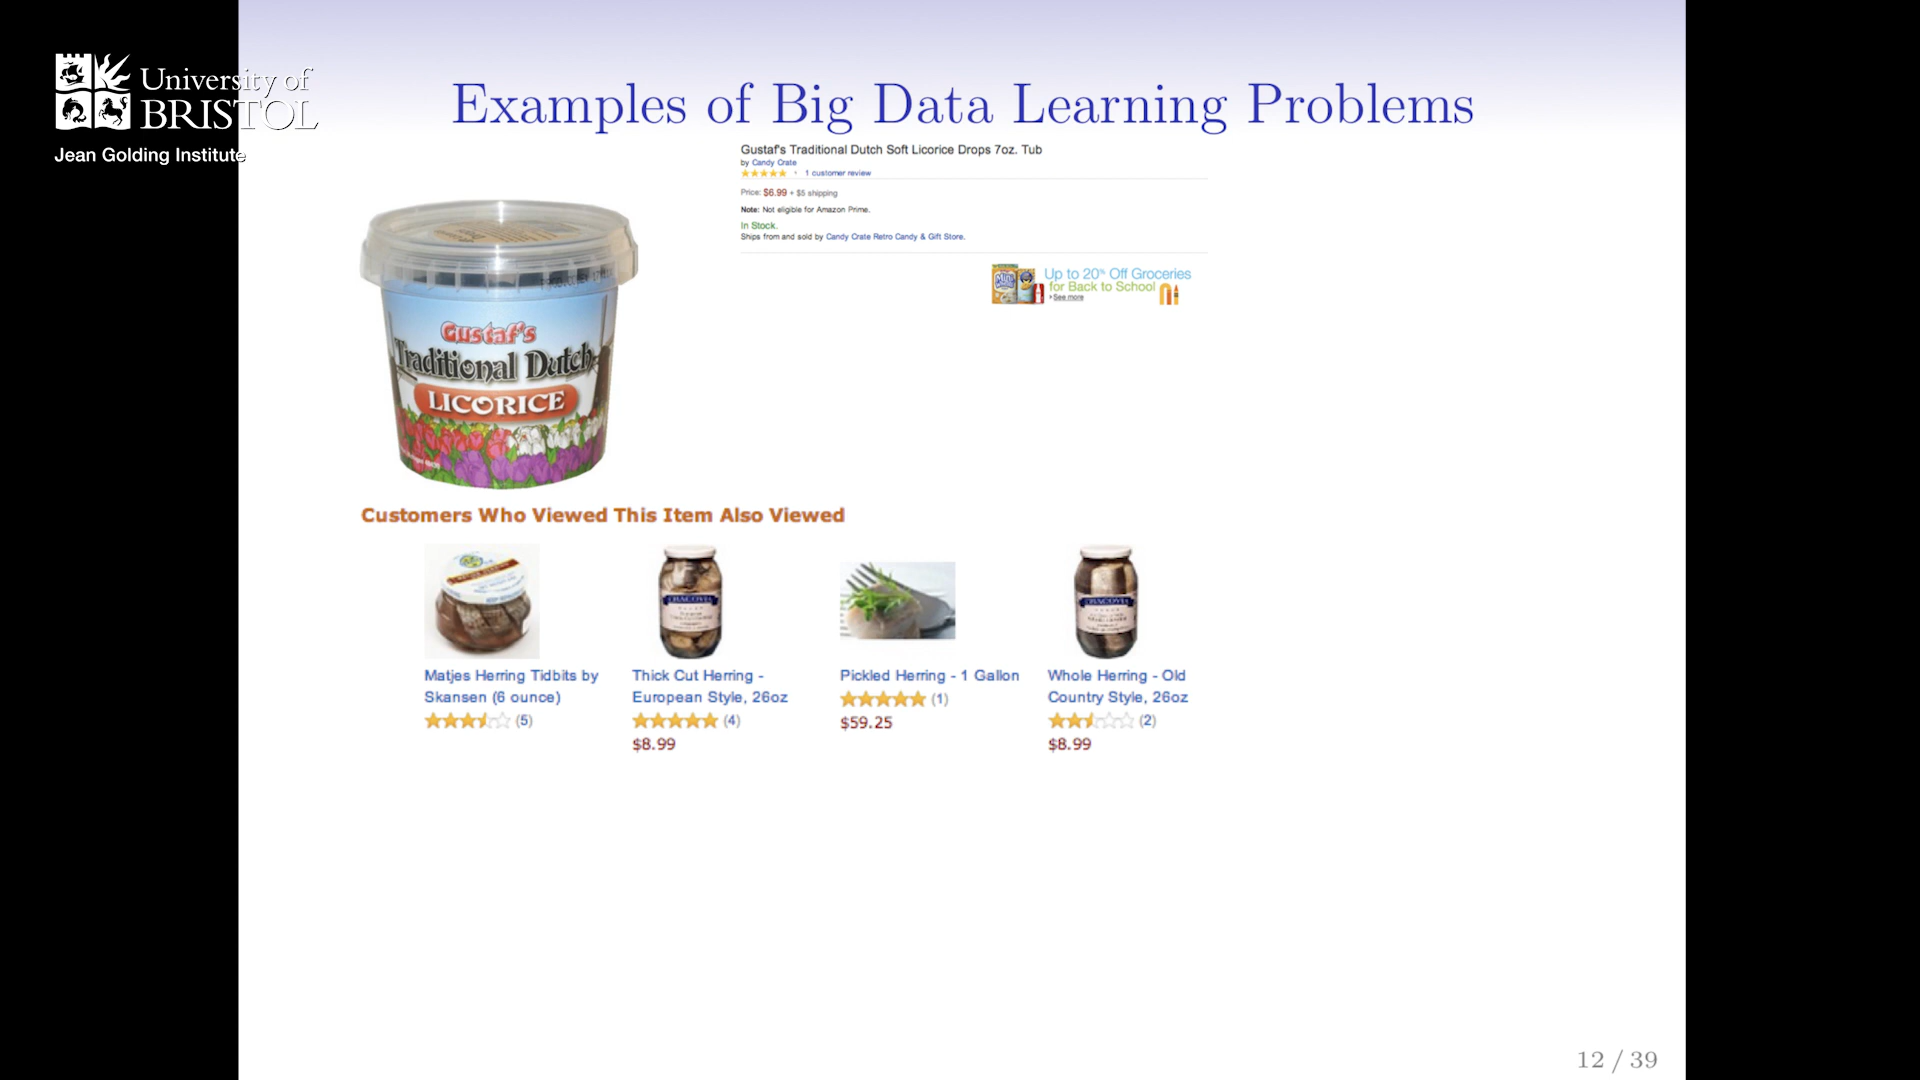 University of
BRISTOL
Jean Golding Institute
Examples of Big Data Learning Problems
Gustaf's Traditional Dutch Soft Licorice Drops 7oz. Tub
by Candy Crate
1 customer review
Price: $6.99 + $5 shipping
Note: Not eligible for Amazon Prime.
In Stock.
Ships from and sold by Candy Crate Retro Candy & Gift Store.
Up to 20% Off Groceries
for Back to School
See more
Gustaf's
Traditional Dutch
LICORICE
Customers Who Viewed This Item Also Viewed
Matjes Herring Tidbits by
Skansen (6 ounce)
(5)
Thick Cut Herring -
European Style, 26oz
(4)
$8.99
Pickled Herring - 1 Gallon
(1)
$59.25
Whole Herring - Old
Country Style, 26oz
(2)
$8.99
12 / 39